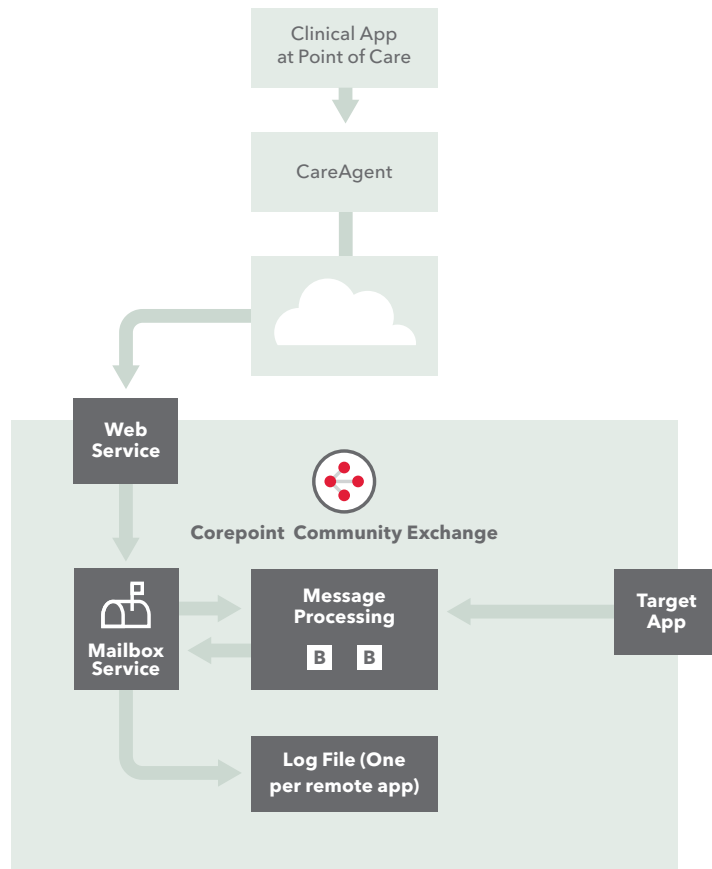 Clinical App
at Point of Care
CareAgent
Web
Service
Corepoint Community Exchange
Mailbox
Service
Message
Processing
B B
Target
App
Log File (One
per remote app)